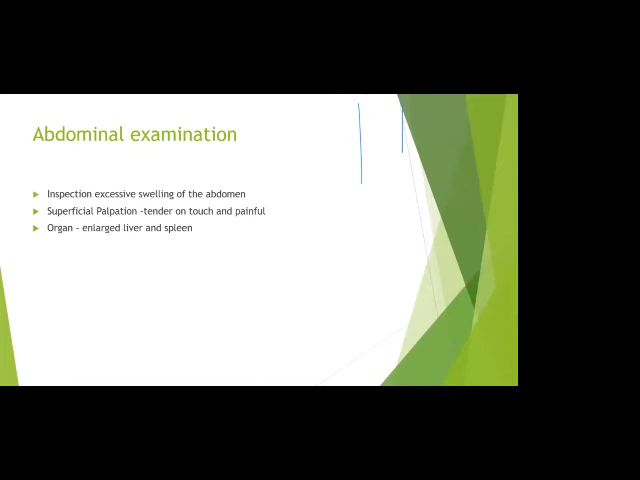 Abdominal examination
Inspection excessive swelling of the abdomen
Superficial Palpation -tender on touch and painful
Organ – enlarged liver and spleen